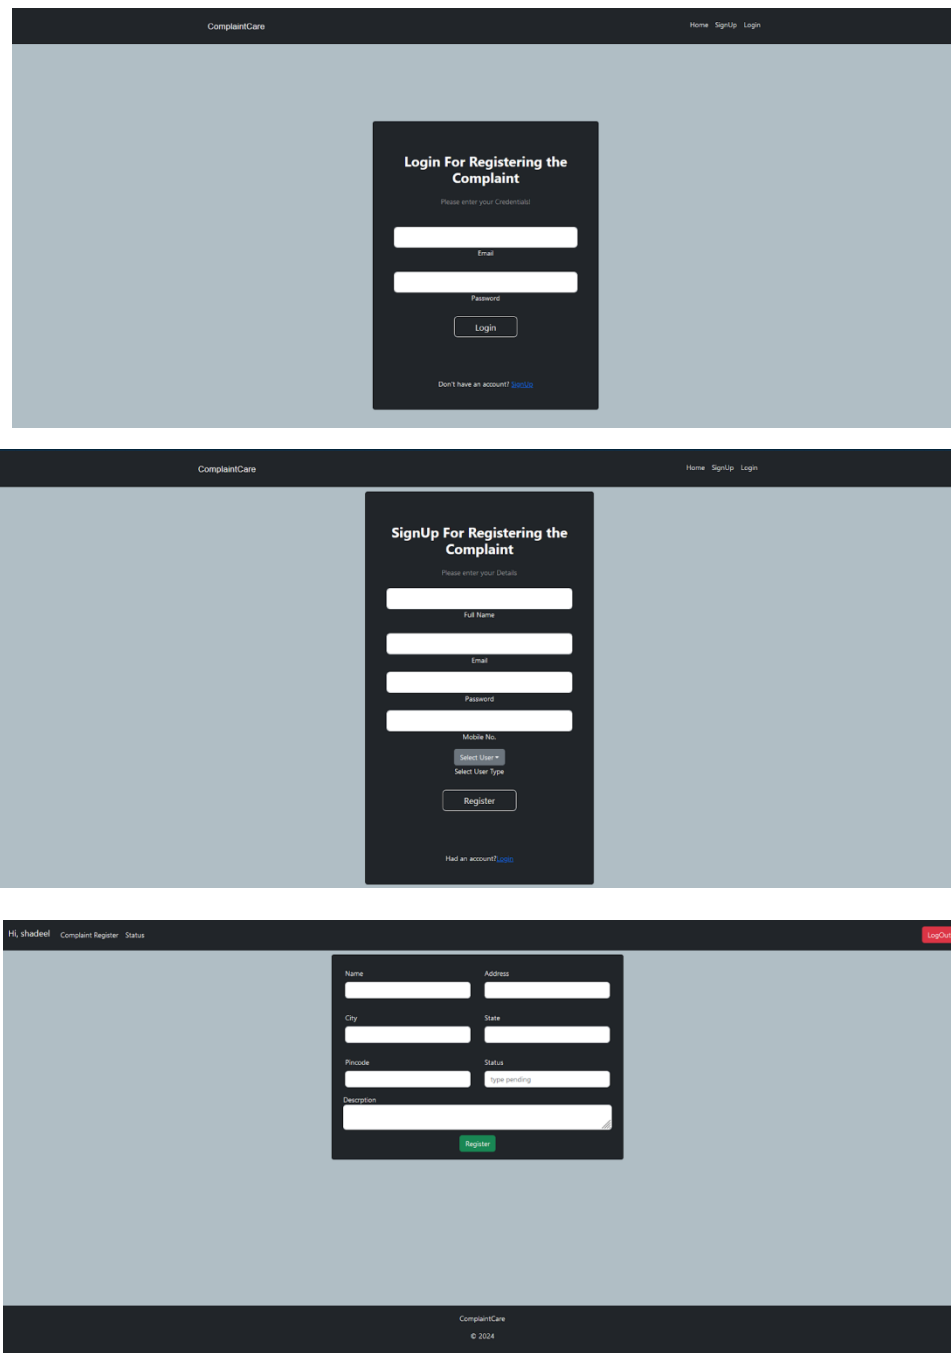 ComplaintCare Home SignUp Login
Login For Registering the
Complaint
Please enter your Credentials!
Email
Password
Login
Don't have an account? SignUp
ComplaintCare Home SignUp Login
SignUp For Registering the
Complaint
Please enter your Details
Full Name
Email
Password
Mobile No.
Select User
Select User Type
Register
Had an account?Login
Hi, shadeel Complaint Register Status LogOut
Name Address
City State
Pincode Status
type pending
Descrption
Register
ComplaintCare
© 2024